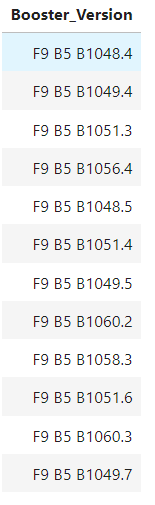 Booster_Version
F9 B5 B1048.4
F9 B5 B1049.4
F9 B5 B1051.3
F9 B5 B1056.4
F9 B5 B1048.5
F9 B5 B1051.4
F9 B5 B1049.5
F9 B5 B1060.2
F9 B5 B1058.3
F9 B5 B1051.6
F9 B5 B1060.3
F9 B5 B1049.7